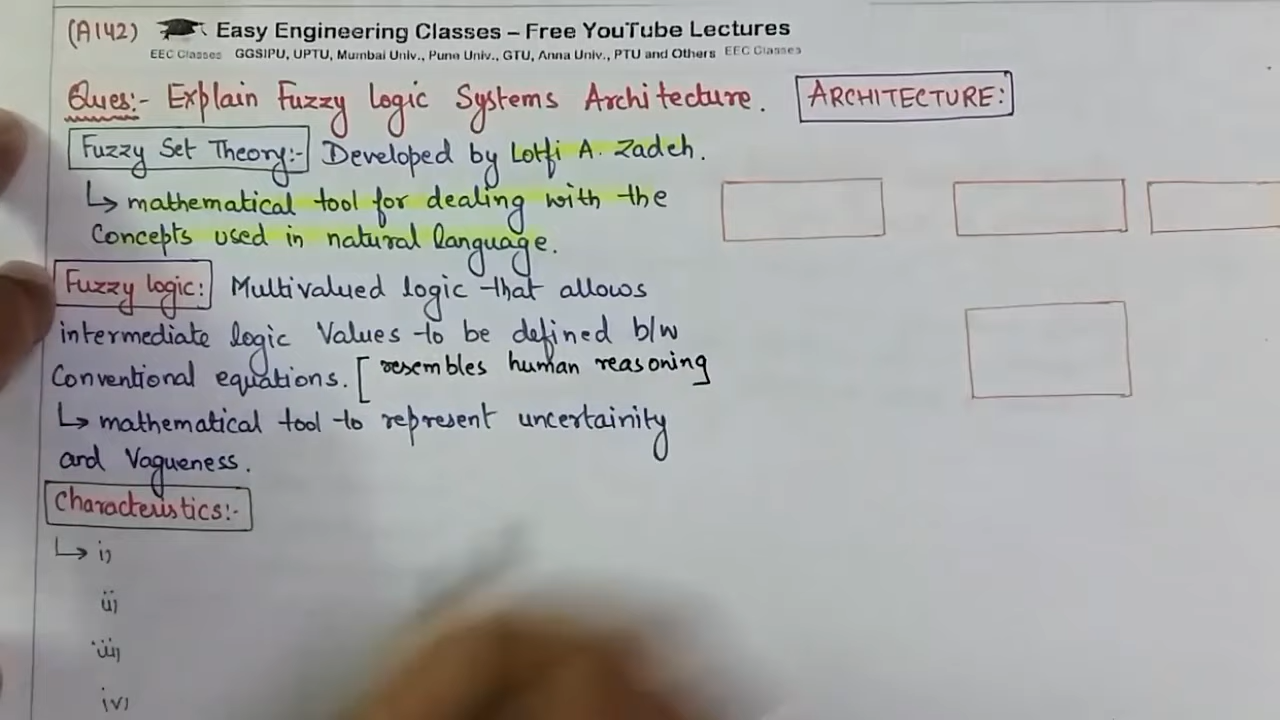 (A142) Easy Engineering Classes – Free YouTube Lectures
EEC Classes GGSIPU, UPTU, Mumbai Univ., Pune Univ., GTU, Anna Univ., PTU and Others EEC Classes
Ques:- Explain Fuzzy Logic Systems Architecture. ARCHITECTURE:
Fuzzy Set Theory:- Developed by Lotfi A. Zadeh.
↳ mathematical tool for dealing with the
Concepts used in natural language.
Fuzzy logic: Multivalued logic that allows
intermediate logic Values to be defined b/w
Conventional equations. [resembles human reasoning
↳ mathematical tool to represent uncertainity
and Vagueness.
Characteristics:-
↳ i)
ii)
iii)
iv)